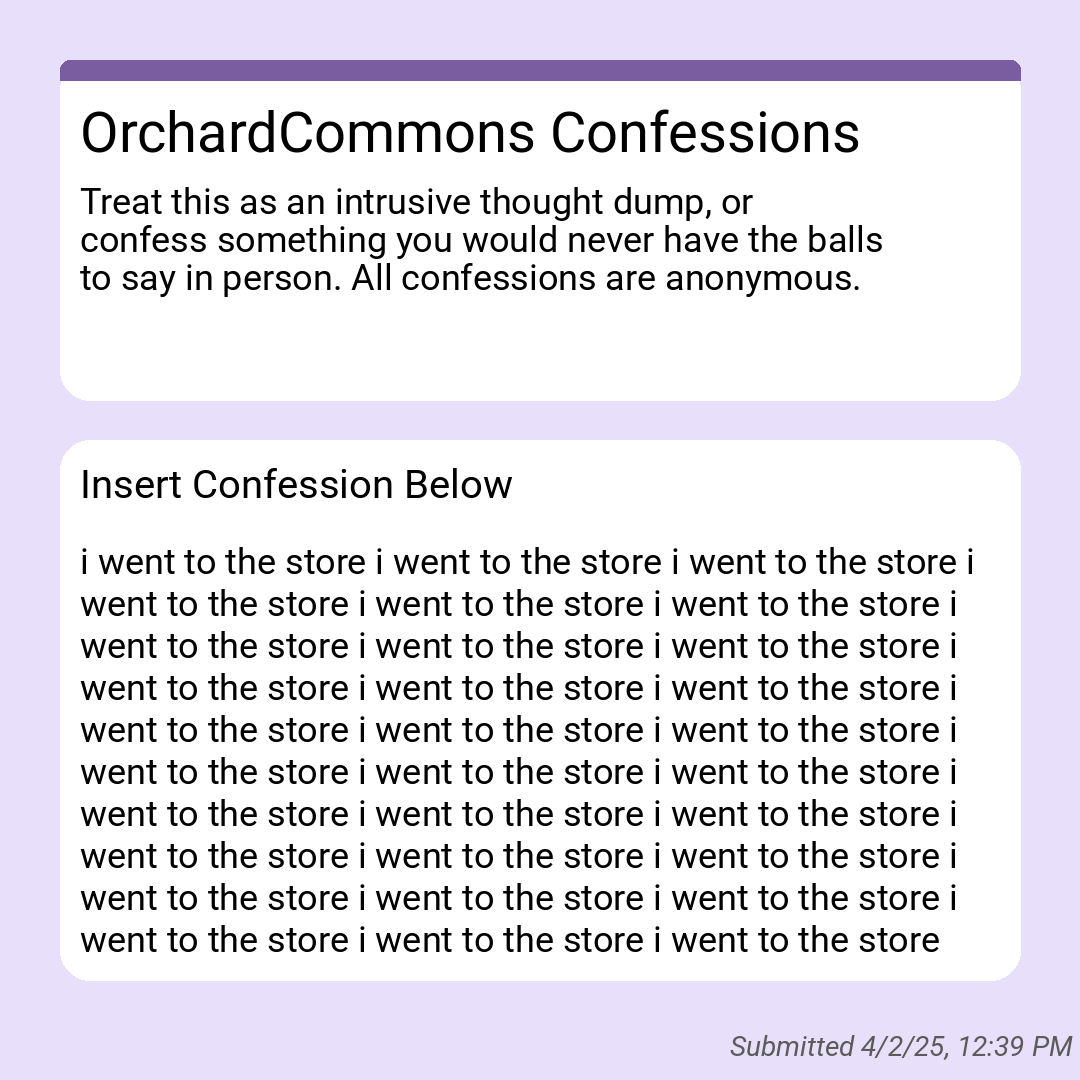 OrchardCommons Confessions
Treat this as an intrusive thought dump, or
confess something you would never have the balls
to say in person. All confessions are anonymous.
Insert Confession Below
i went to the store i went to the store i went to the store i
went to the store i went to the store i went to the store i
went to the store i went to the store i went to the store i
went to the store i went to the store i went to the store i
went to the store i went to the store i went to the store i
went to the store i went to the store i went to the store i
went to the store i went to the store i went to the store i
went to the store i went to the store i went to the store i
went to the store i went to the store i went to the store i
went to the store i went to the store i went to the store
Submitted 4/2/25, 12:39 PM